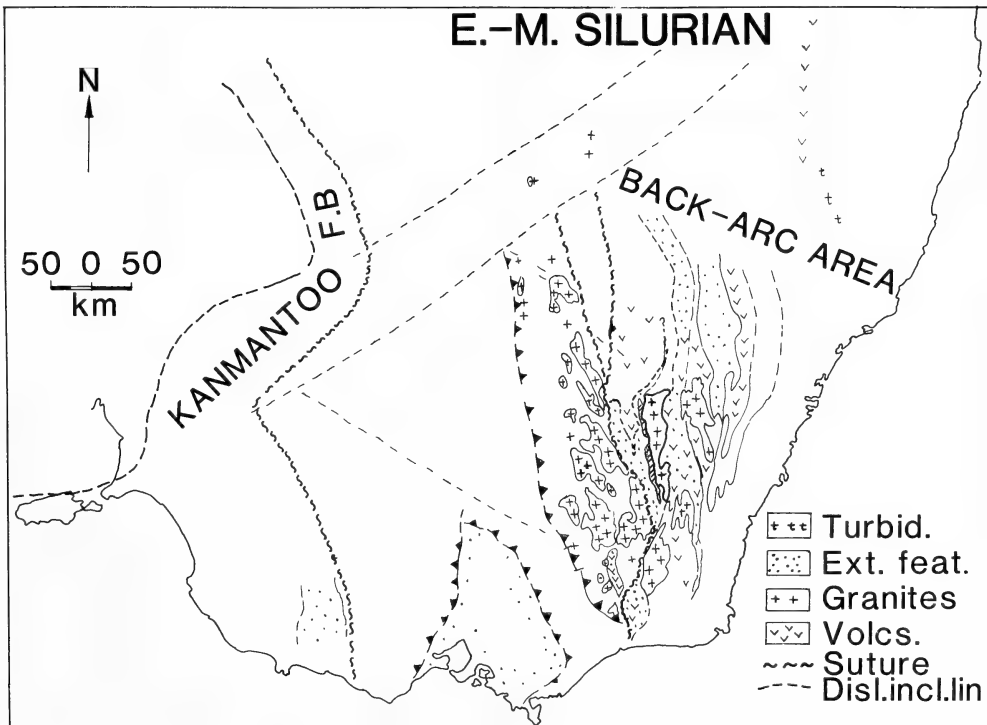 E.-M. SILURIAN
N
F.B
BACK-ARC AREA
50 0 50
km
KANMANTOO
Turbid.
Ext. feat.
Granites
Volcs.
Suture
Disl.incl.lin